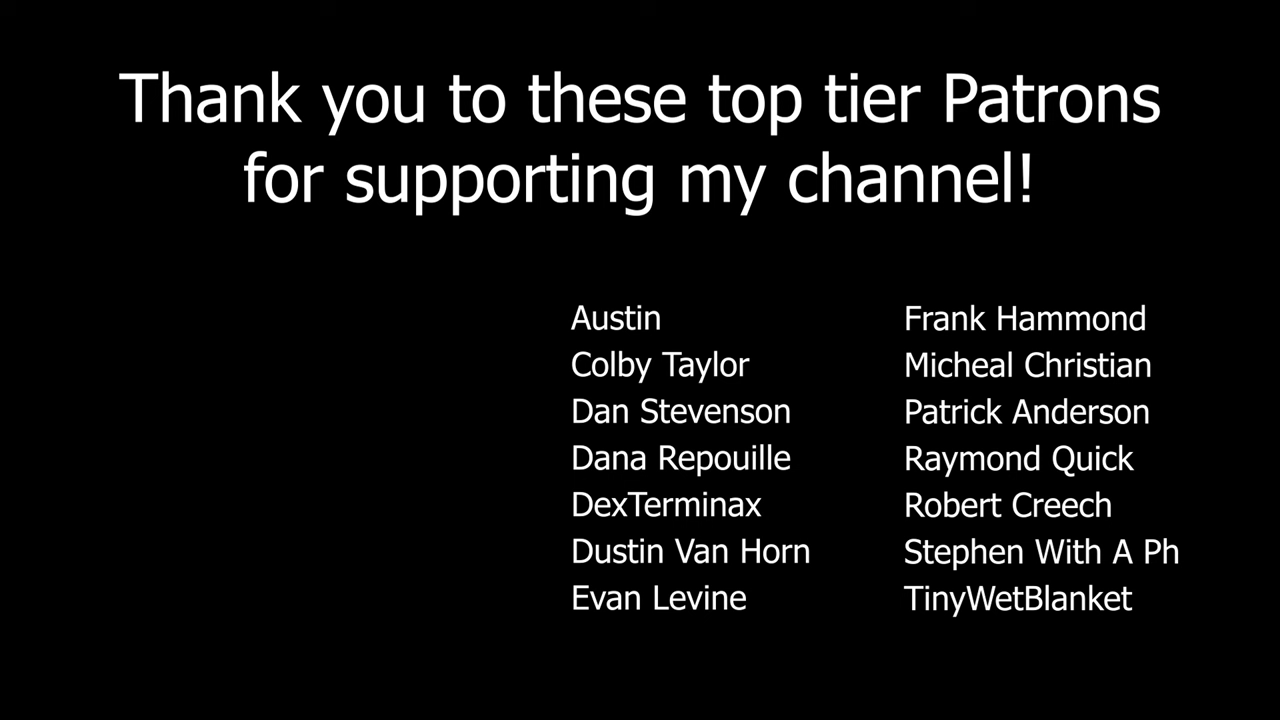 Thank you to these top tier Patrons
for supporting my channel!
Austin
Colby Taylor
Dan Stevenson
Dana Repouille
DexTerminax
Dustin Van Horn
Evan Levine
Frank Hammond
Micheal Christian
Patrick Anderson
Raymond Quick
Robert Creech
Stephen With A Ph
TinyWetBlanket